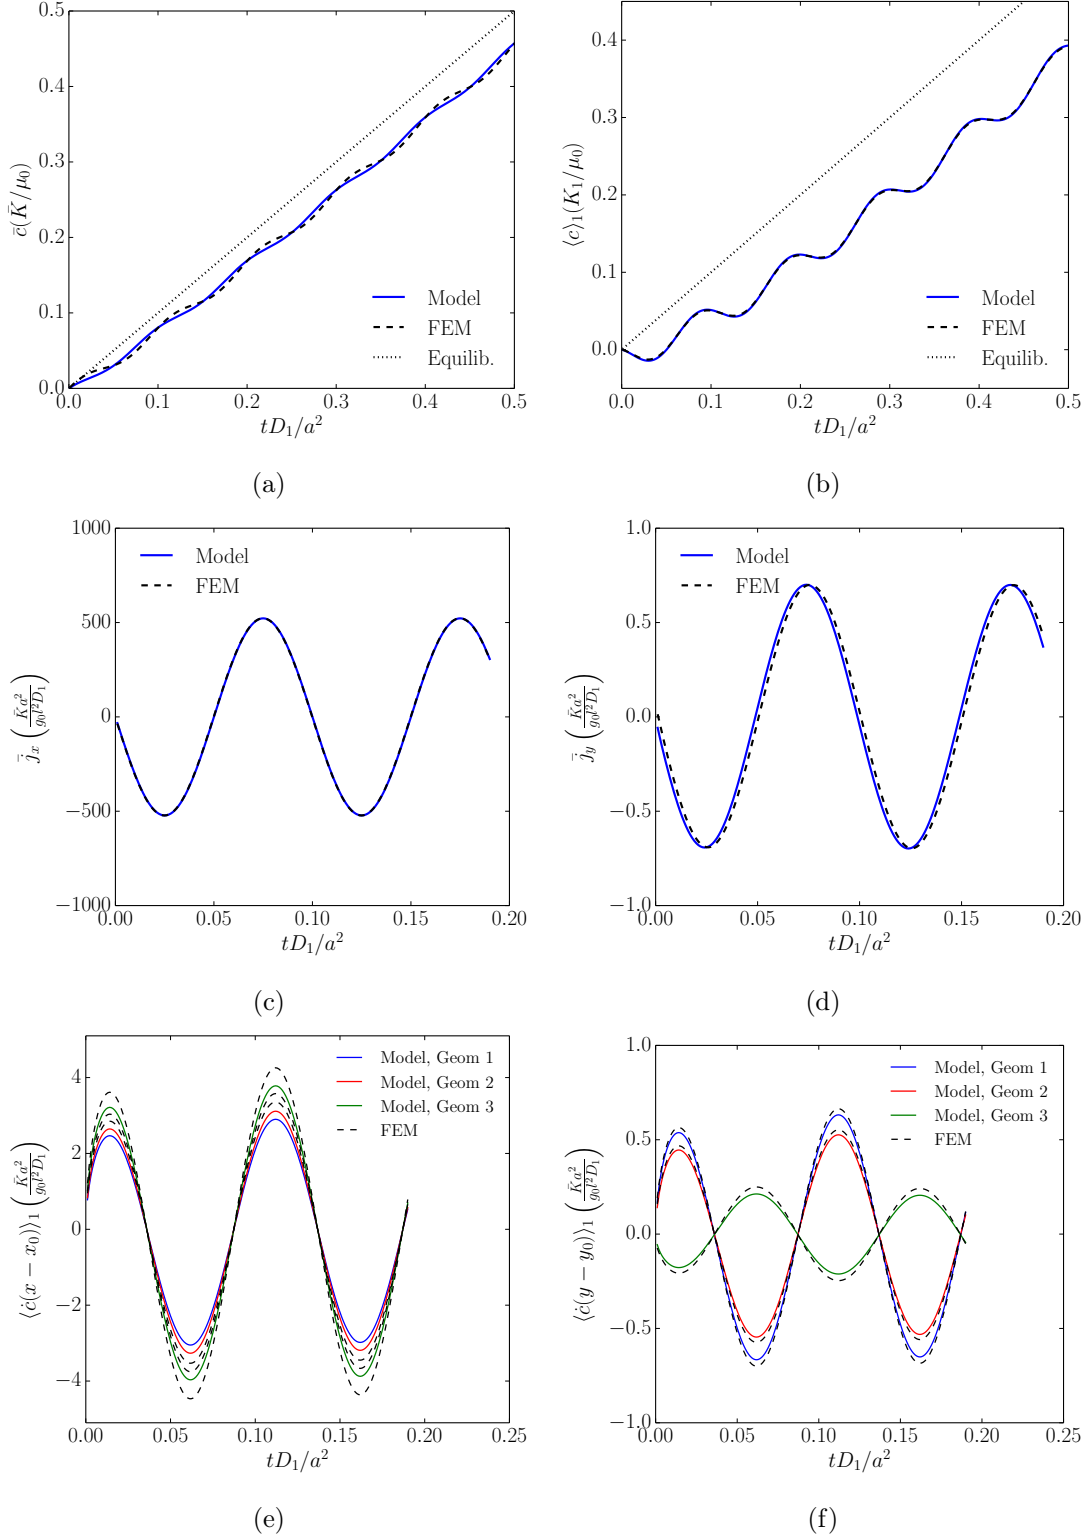 0.5
0.4
0.3
0.2
0.1
0.0
0.0 0.1 0.2 0.3 0.4 0.5
c̄(K̄/μ₀)
tD₁/a²
Model
FEM
Equilib.
(a)
0.4
0.3
0.2
0.1
0.0
0.0 0.1 0.2 0.3 0.4 0.5
⟨c⟩₁(K₁/μ₀)
tD₁/a²
Model
FEM
Equilib.
(b)
1000
500
0
−500
−1000
0.00 0.05 0.10 0.15 0.20
j̄ₓ (K̄a²/g₀l²D₁)
tD₁/a²
Model
FEM
(c)
1.0
0.5
0.0
−0.5
−1.0
0.00 0.05 0.10 0.15 0.20
j̄_y (K̄a²/g₀l²D₁)
tD₁/a²
Model
FEM
(d)
4
2
0
−2
−4
0.00 0.05 0.10 0.15 0.20 0.25
⟨ċ(x − x₀)⟩₁ (K̄a²/g₀l²D₁)
tD₁/a²
Model, Geom 1
Model, Geom 2
Model, Geom 3
FEM
(e)
1.0
0.5
0.0
−0.5
−1.0
0.00 0.05 0.10 0.15 0.20 0.25
⟨ċ(y − y₀)⟩₁ (K̄a²/g₀l²D₁)
tD₁/a²
Model, Geom 1
Model, Geom 2
Model, Geom 3
FEM
(f)